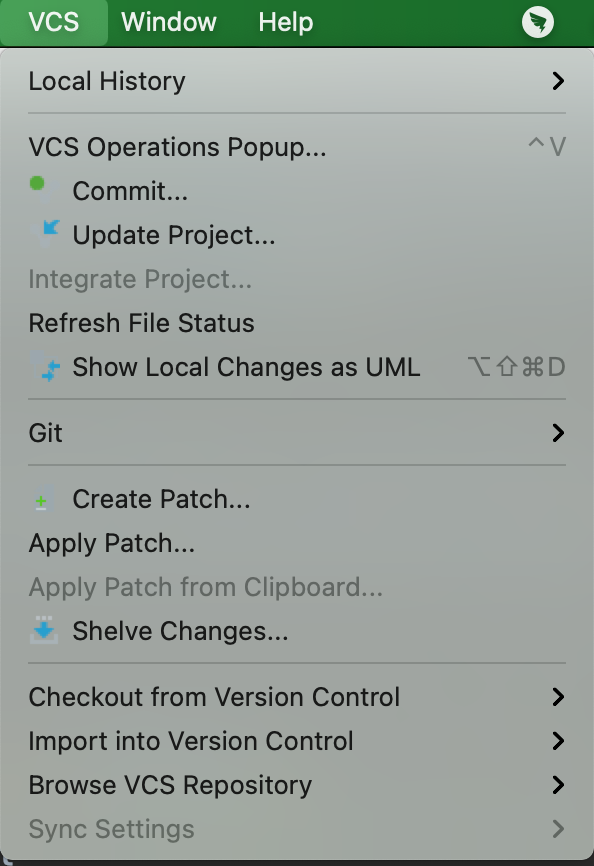 VCS Window Help
Local History
VCS Operations Popup... ^V
Commit...
Update Project...
Integrate Project...
Refresh File Status
Show Local Changes as UML ⌥⇧⌘D
Git
Create Patch...
Apply Patch...
Apply Patch from Clipboard...
Shelve Changes...
Checkout from Version Control
Import into Version Control
Browse VCS Repository
Sync Settings